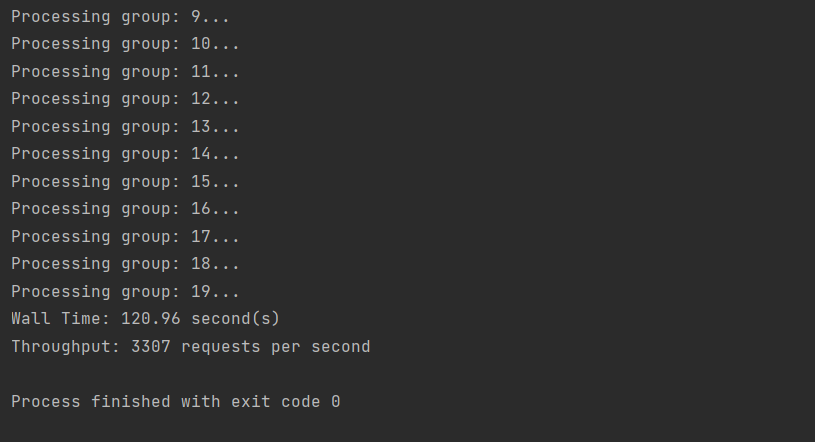 Processing group: 9...
Processing group: 10...
Processing group: 11...
Processing group: 12...
Processing group: 13...
Processing group: 14...
Processing group: 15...
Processing group: 16...
Processing group: 17...
Processing group: 18...
Processing group: 19...
Wall Time: 120.96 second(s)
Throughput: 3307 requests per second
Process finished with exit code 0